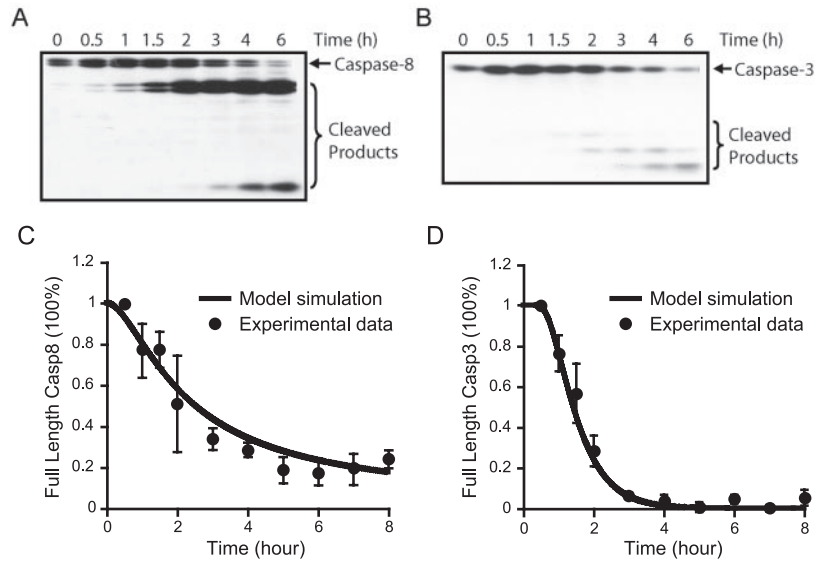 A
0 0.5 1 1.5 2 3 4 6 Time (h)
Caspase-8
Cleaved
Products
B
0 0.5 1 1.5 2 3 4 6 Time (h)
Caspase-3
Cleaved
Products
C
Full Length Casp8 (100%)
1.2
1
0.8
0.6
0.4
0.2
0
Model simulation
Experimental data
0 2 4 6 8
Time (hour)
D
Full Length Casp3 (100%)
1.2
1
0.8
0.6
0.4
0.2
0
Model simulation
Experimental data
0 2 4 6 8
Time (hour)